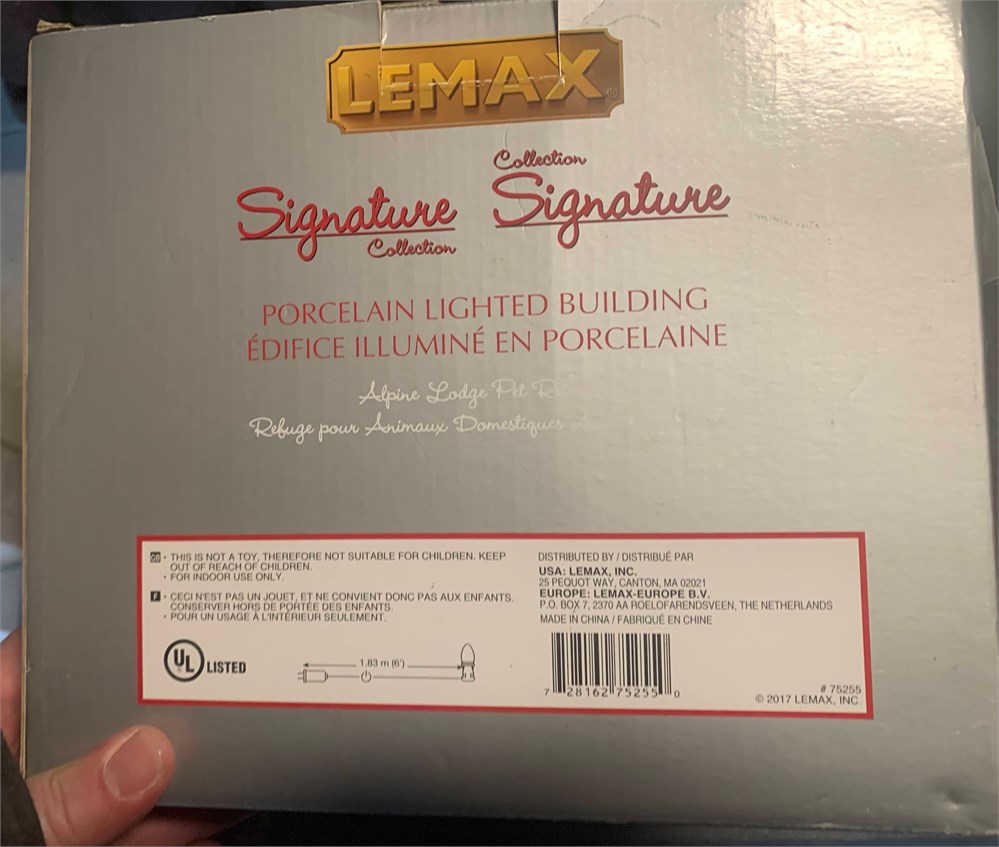 LEMAX
Signature
Collection
Collection
Signature
PORCELAIN LIGHTED BUILDING
ÉDIFICE ILLUMINÉ EN PORCELAINE
Alpine Lodge Pet
Refuge pour Animaux Domestiques
GB • THIS IS NOT A TOY, THEREFORE NOT SUITABLE FOR CHILDREN. KEEP
OUT OF REACH OF CHILDREN.
• FOR INDOOR USE ONLY.
F • CECI N'EST PAS UN JOUET, ET NE CONVIENT DONC PAS AUX ENFANTS.
CONSERVER HORS DE PORTÉE DES ENFANTS.
• POUR UN USAGE À L'INTÉRIEUR SEULEMENT.
UL LISTED
1.83 m (6')
DISTRIBUTED BY / DISTRIBUÉ PAR
USA: LEMAX, INC.
25 PEQUOT WAY, CANTON, MA 02021
EUROPE: LEMAX-EUROPE B.V.
P.O. BOX 7, 2370 AA ROELOFARENDSVEEN, THE NETHERLANDS
MADE IN CHINA / FABRIQUÉ EN CHINE
7 28162 75255 0
# 75255
© 2017 LEMAX, INC.